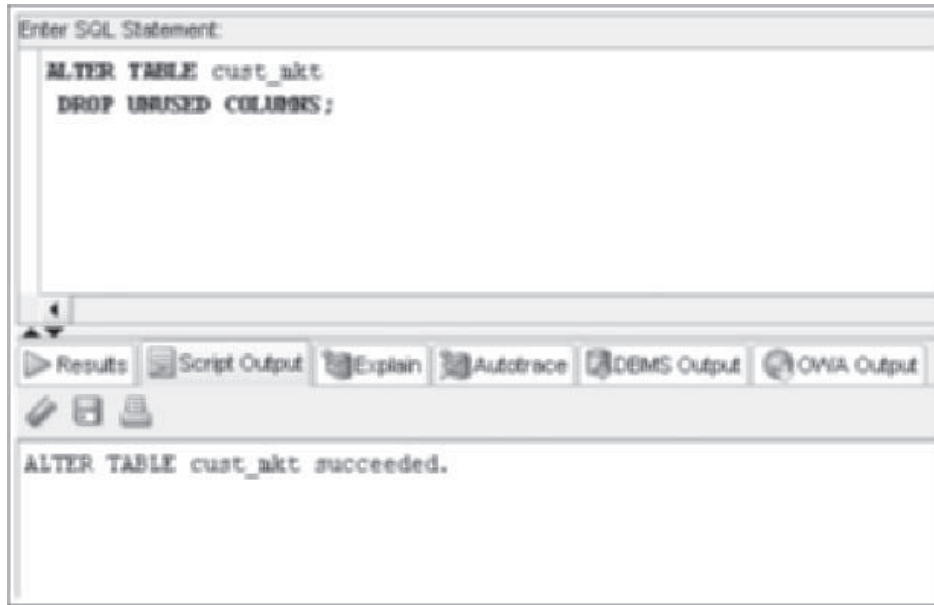 Enter SQL Statement:
ALTER TABLE cust_mkt
DROP UNUSED COLUMNS;
Results Script Output Explain Autotrace DBMS Output OWA Output
ALTER TABLE cust_mkt succeeded.